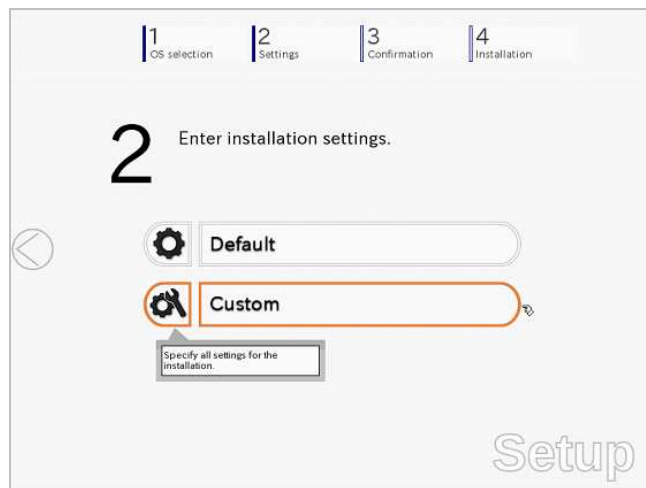 1
OS selection
2
Settings
3
Confirmation
4
Installation
2
Enter installation settings.
Default
Custom
Specify all settings for the
installation.
Setup